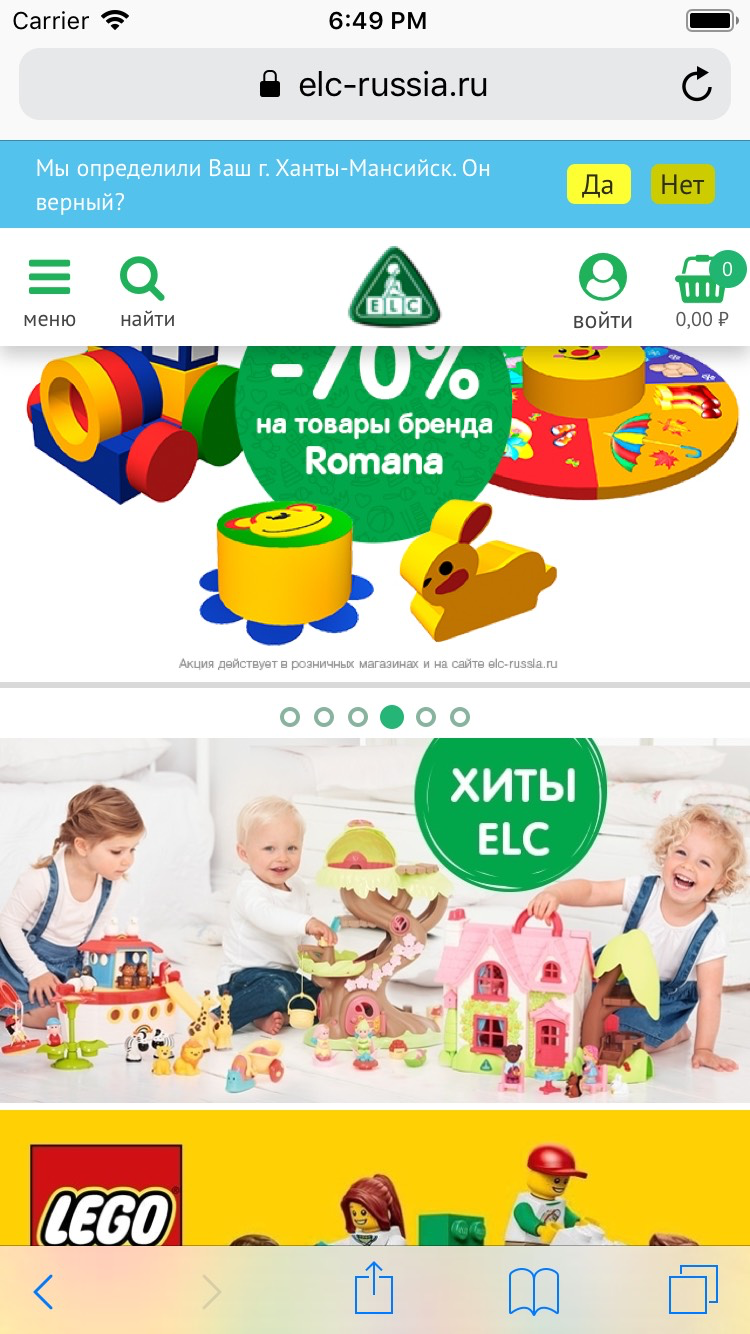 Carrier
6:49 PM
elc-russia.ru
Мы определили Ваш г. Ханты-Мансийск. Он
верный?
Да
Нет
меню
найти
ELC
войти
0
0,00 ₽
-70%
на товары бренда
Romana
Акция действует в розничных магазинах и на сайте elc-russia.ru
ХИТЫ
ELC
LEGO